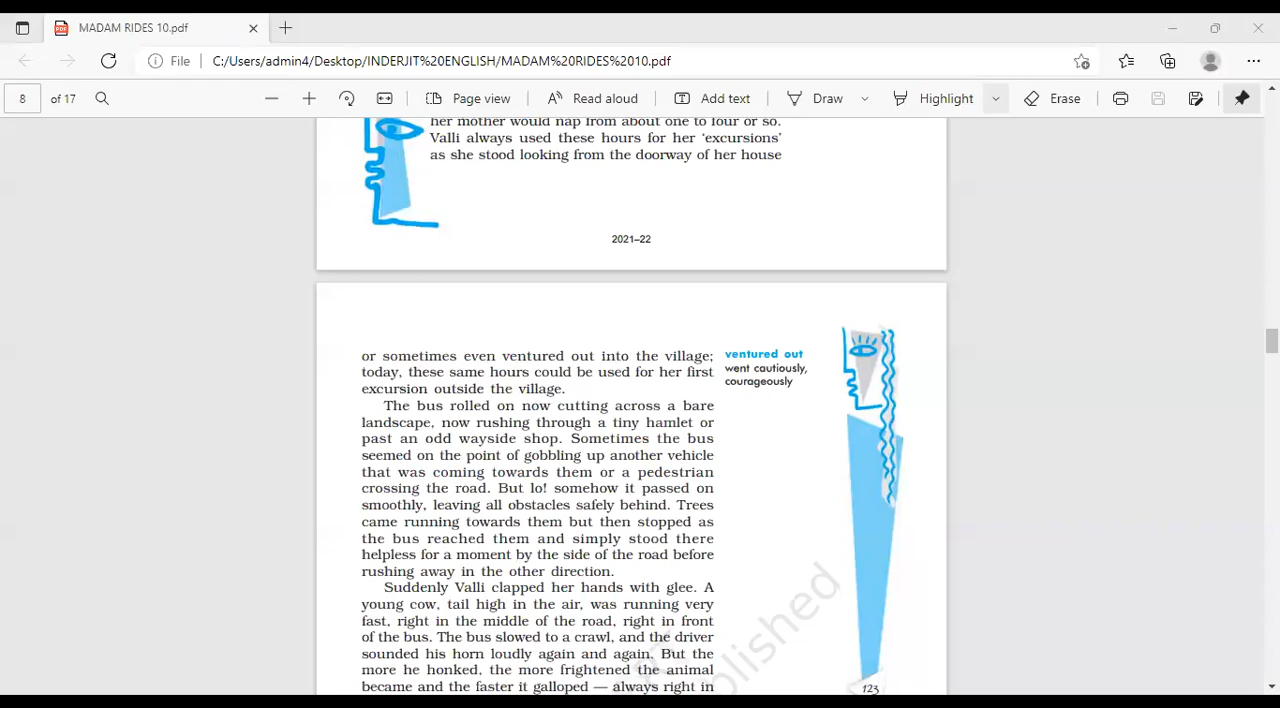 MADAM RIDES 10.pdf
File
C:/Users/admin4/Desktop/INDERJIT%20ENGLISH/MADAM%20RIDES%2010.pdf
8 of 17
Page view
Read aloud
Add text
Draw
Highlight
Erase
her mother would nap from about one to four or so.
Valli always used these hours for her ‘excursions’
as she stood looking from the doorway of her house
2021–22
or sometimes even ventured out into the village;
today, these same hours could be used for her first
excursion outside the village.
ventured out
went cautiously,
courageously
The bus rolled on now cutting across a bare
landscape, now rushing through a tiny hamlet or
past an odd wayside shop. Sometimes the bus
seemed on the point of gobbling up another vehicle
that was coming towards them or a pedestrian
crossing the road. But lo! somehow it passed on
smoothly, leaving all obstacles safely behind. Trees
came running towards them but then stopped as
the bus reached them and simply stood there
helpless for a moment by the side of the road before
rushing away in the other direction.
Suddenly Valli clapped her hands with glee. A
young cow, tail high in the air, was running very
fast, right in the middle of the road, right in front
of the bus. The bus slowed to a crawl, and the driver
sounded his horn loudly again and again. But the
more he honked, the more frightened the animal
became and the faster it galloped — always right in
123